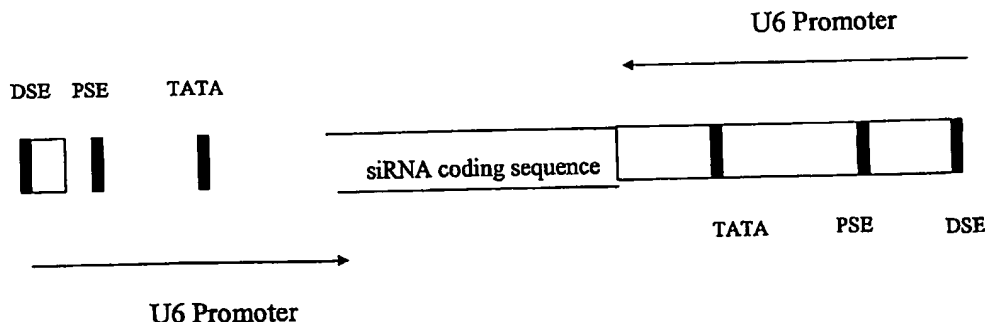 U6 Promoter
DSE PSE TATA
siRNA coding sequence
TATA PSE DSE
U6 Promoter